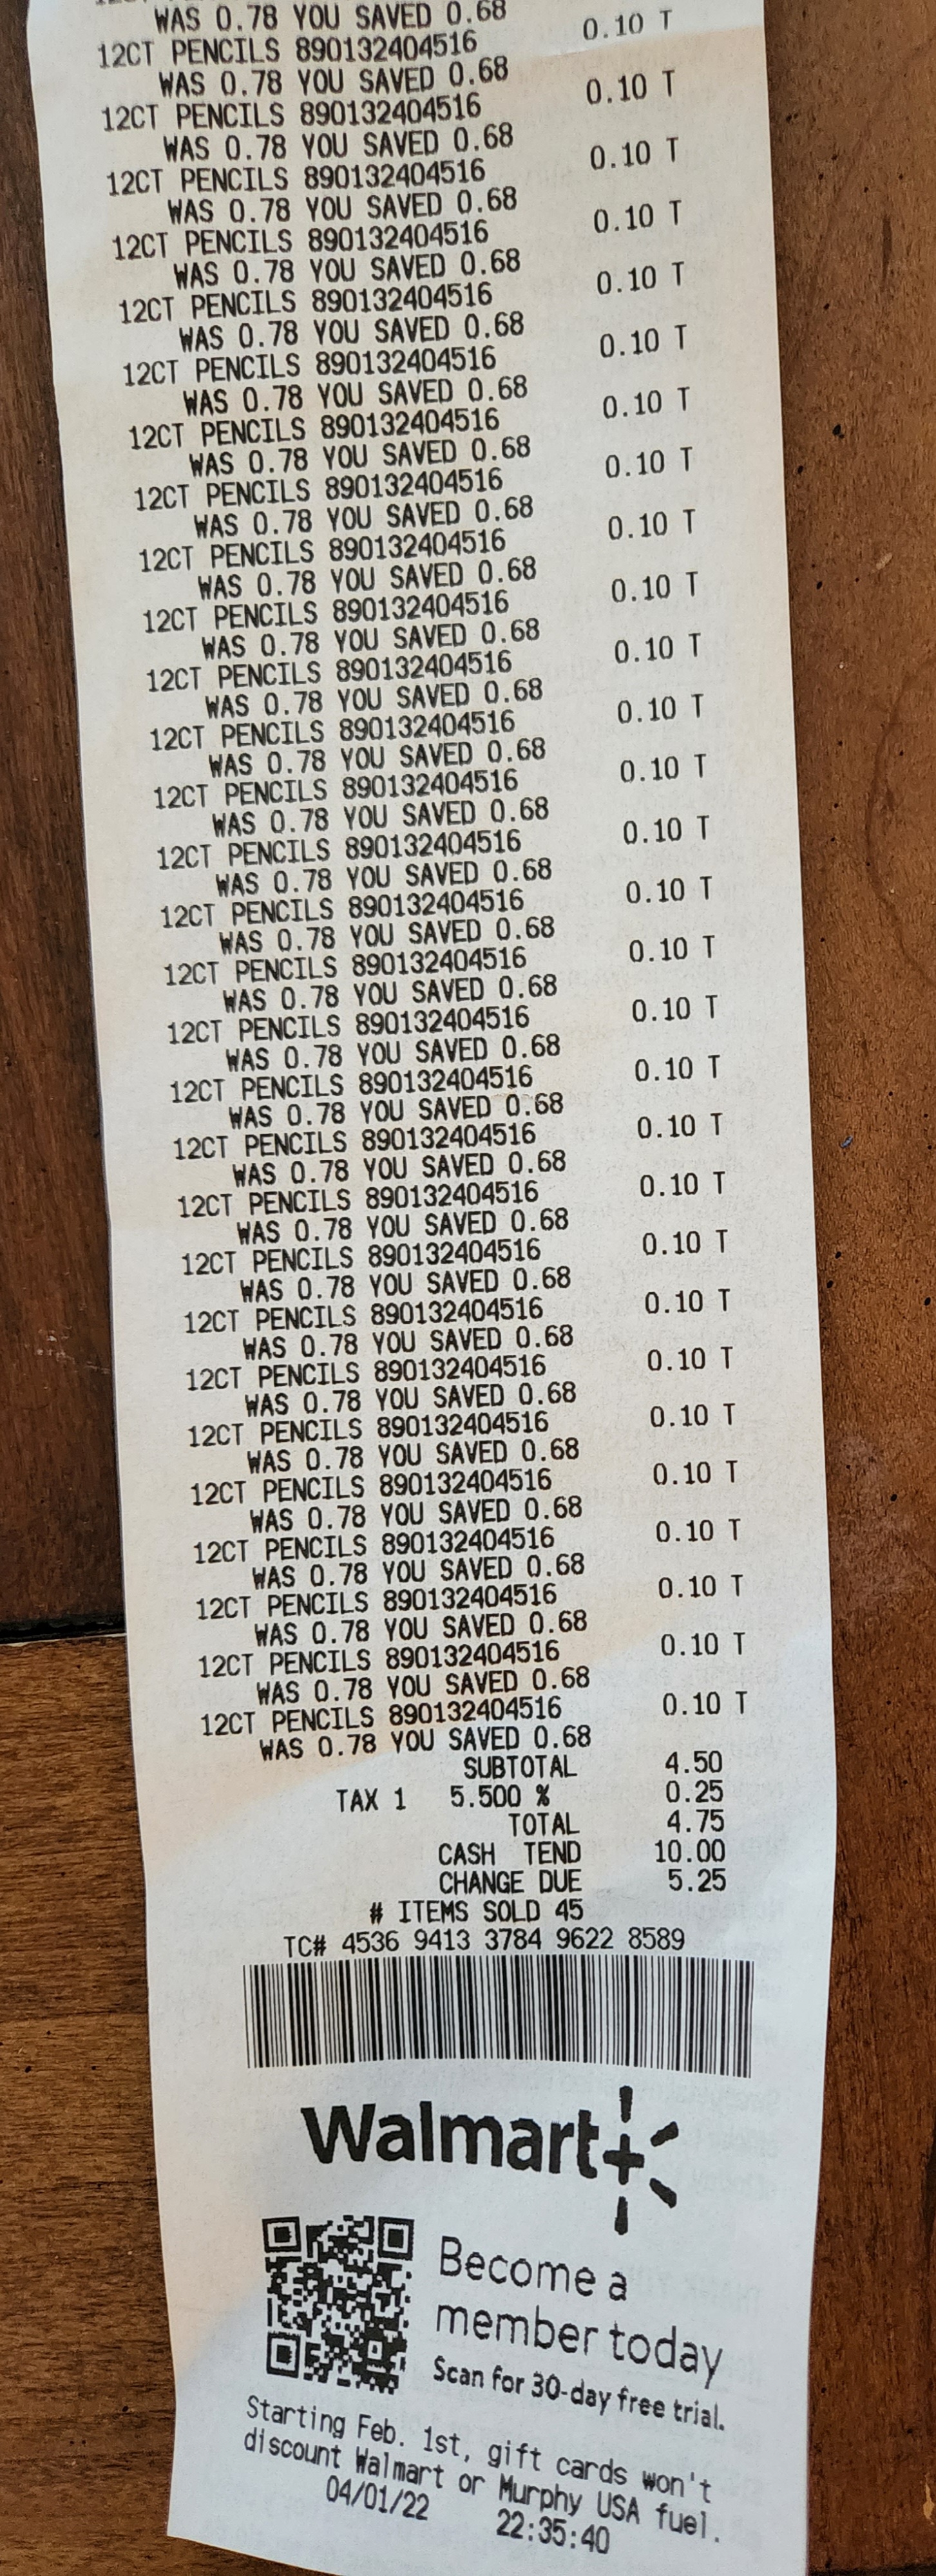 WAS 0.78 YOU SAVED 0.68
12CT PENCILS 890132404516 0.10 T
WAS 0.78 YOU SAVED 0.68
12CT PENCILS 890132404516 0.10 T
WAS 0.78 YOU SAVED 0.68
12CT PENCILS 890132404516 0.10 T
WAS 0.78 YOU SAVED 0.68
12CT PENCILS 890132404516 0.10 T
WAS 0.78 YOU SAVED 0.68
12CT PENCILS 890132404516 0.10 T
WAS 0.78 YOU SAVED 0.68
12CT PENCILS 890132404516 0.10 T
WAS 0.78 YOU SAVED 0.68
12CT PENCILS 890132404516 0.10 T
WAS 0.78 YOU SAVED 0.68
12CT PENCILS 890132404516 0.10 T
WAS 0.78 YOU SAVED 0.68
12CT PENCILS 890132404516 0.10 T
WAS 0.78 YOU SAVED 0.68
12CT PENCILS 890132404516 0.10 T
WAS 0.78 YOU SAVED 0.68
12CT PENCILS 890132404516 0.10 T
WAS 0.78 YOU SAVED 0.68
12CT PENCILS 890132404516 0.10 T
WAS 0.78 YOU SAVED 0.68
12CT PENCILS 890132404516 0.10 T
WAS 0.78 YOU SAVED 0.68
12CT PENCILS 890132404516 0.10 T
WAS 0.78 YOU SAVED 0.68
12CT PENCILS 890132404516 0.10 T
WAS 0.78 YOU SAVED 0.68
12CT PENCILS 890132404516 0.10 T
WAS 0.78 YOU SAVED 0.68
12CT PENCILS 890132404516 0.10 T
WAS 0.78 YOU SAVED 0.68
12CT PENCILS 890132404516 0.10 T
WAS 0.78 YOU SAVED 0.68
12CT PENCILS 890132404516 0.10 T
WAS 0.78 YOU SAVED 0.68
12CT PENCILS 890132404516 0.10 T
WAS 0.78 YOU SAVED 0.68
12CT PENCILS 890132404516 0.10 T
WAS 0.78 YOU SAVED 0.68
12CT PENCILS 890132404516 0.10 T
WAS 0.78 YOU SAVED 0.68
12CT PENCILS 890132404516 0.10 T
WAS 0.78 YOU SAVED 0.68
12CT PENCILS 890132404516 0.10 T
WAS 0.78 YOU SAVED 0.68
12CT PENCILS 890132404516 0.10 T
WAS 0.78 YOU SAVED 0.68
12CT PENCILS 890132404516 0.10 T
WAS 0.78 YOU SAVED 0.68
12CT PENCILS 890132404516 0.10 T
WAS 0.78 YOU SAVED 0.68
12CT PENCILS 890132404516 0.10 T
WAS 0.78 YOU SAVED 0.68
12CT PENCILS 890132404516 0.10 T
WAS 0.78 YOU SAVED 0.68
SUBTOTAL 4.50
TAX 1 5.500 % 0.25
TOTAL 4.75
CASH TEND 10.00
CHANGE DUE 5.25
# ITEMS SOLD 45
TC# 4536 9413 3784 9622 8589
Walmart+
Become a
member today
Scan for 30-day free trial.
Starting Feb. 1st, gift cards won't
discount Walmart or Murphy USA fuel.
04/01/22 22:35:40